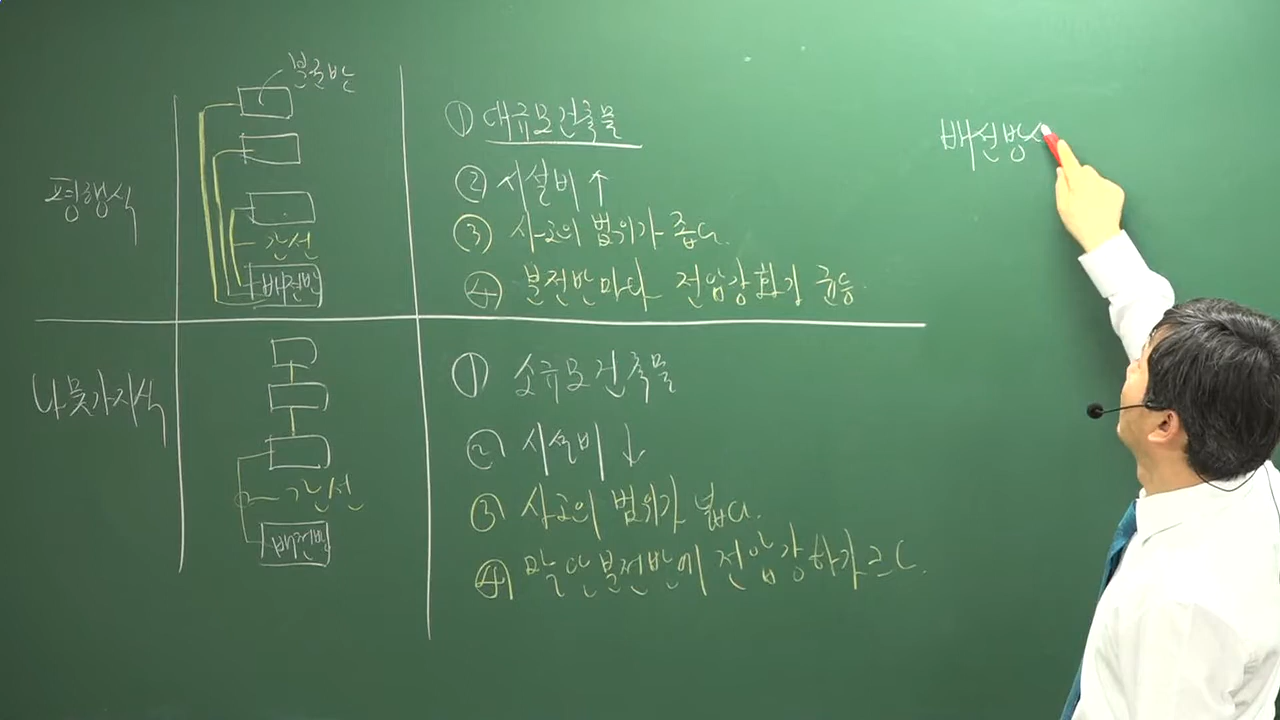 분전반
평행식
간선
배전반
① 대규모건축물
② 시설비 ↑
③ 사고의 범위가 좁다.
④ 분전반마다 전압강하가 균등
나뭇가지식
간선
배전반
① 소규모건축물
② 시설비 ↓
③ 사고의 범위가 넓다.
④ 말단분전반에 전압강하가 크다.
배선방식